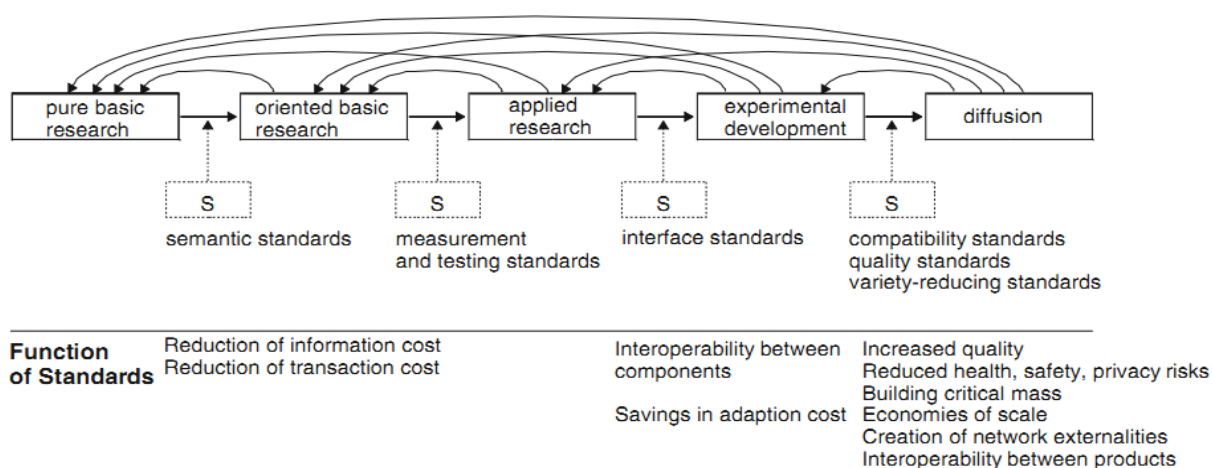 pure basic
research
oriented basic
research
applied
research
experimental
development
diffusion
S
S
S
S
semantic standards
measurement
and testing standards
interface standards
compatibility standards
quality standards
variety-reducing standards
Function
of Standards
Reduction of information cost
Reduction of transaction cost
Interoperability between
components
Savings in adaption cost
Increased quality
Reduced health, safety, privacy risks
Building critical mass
Economies of scale
Creation of network externalities
Interoperability between products